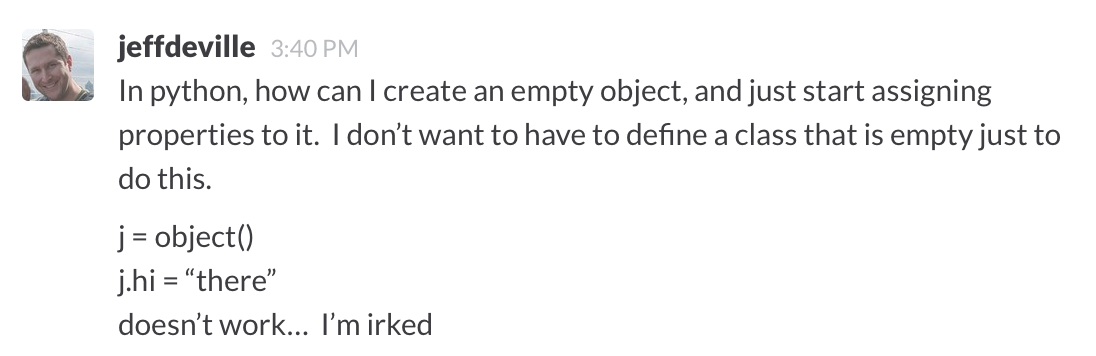 jeffdeville 3:40 PM
In python, how can I create an empty object, and just start assigning
properties to it.  I don’t want to have to define a class that is empty just to
do this.
j = object()
j.hi = “there”
doesn’t work…  I’m irked